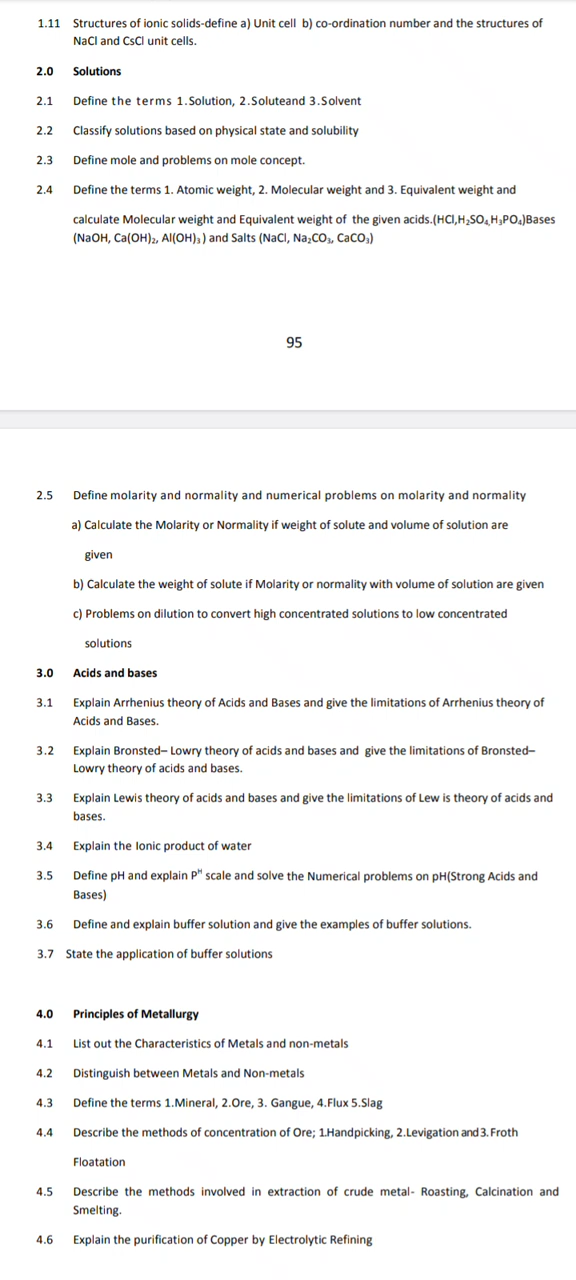 1.11 Structures of ionic solids-define a) Unit cell b) co-ordination number and the structures of
NaCl and CsCl unit cells.
2.0 Solutions
2.1 Define the terms 1.Solution, 2.Soluteand 3.Solvent
2.2 Classify solutions based on physical state and solubility
2.3 Define mole and problems on mole concept.
2.4 Define the terms 1. Atomic weight, 2. Molecular weight and 3. Equivalent weight and
calculate Molecular weight and Equivalent weight of the given acids.(HCl,H₂SO₄,H₃PO₄)Bases
(NaOH, Ca(OH)₂, Al(OH)₃) and Salts (NaCl, Na₂CO₃, CaCO₃)
95
2.5 Define molarity and normality and numerical problems on molarity and normality
a) Calculate the Molarity or Normality if weight of solute and volume of solution are
given
b) Calculate the weight of solute if Molarity or normality with volume of solution are given
c) Problems on dilution to convert high concentrated solutions to low concentrated
solutions
3.0 Acids and bases
3.1 Explain Arrhenius theory of Acids and Bases and give the limitations of Arrhenius theory of
Acids and Bases.
3.2 Explain Bronsted– Lowry theory of acids and bases and give the limitations of Bronsted–
Lowry theory of acids and bases.
3.3 Explain Lewis theory of acids and bases and give the limitations of Lew is theory of acids and
bases.
3.4 Explain the Ionic product of water
3.5 Define pH and explain Pᴴ scale and solve the Numerical problems on pH(Strong Acids and
Bases)
3.6 Define and explain buffer solution and give the examples of buffer solutions.
3.7 State the application of buffer solutions
4.0 Principles of Metallurgy
4.1 List out the Characteristics of Metals and non-metals
4.2 Distinguish between Metals and Non-metals
4.3 Define the terms 1.Mineral, 2.Ore, 3. Gangue, 4.Flux 5.Slag
4.4 Describe the methods of concentration of Ore; 1.Handpicking, 2.Levigation and 3. Froth
Floatation
4.5 Describe the methods involved in extraction of crude metal- Roasting, Calcination and
Smelting.
4.6 Explain the purification of Copper by Electrolytic Refining